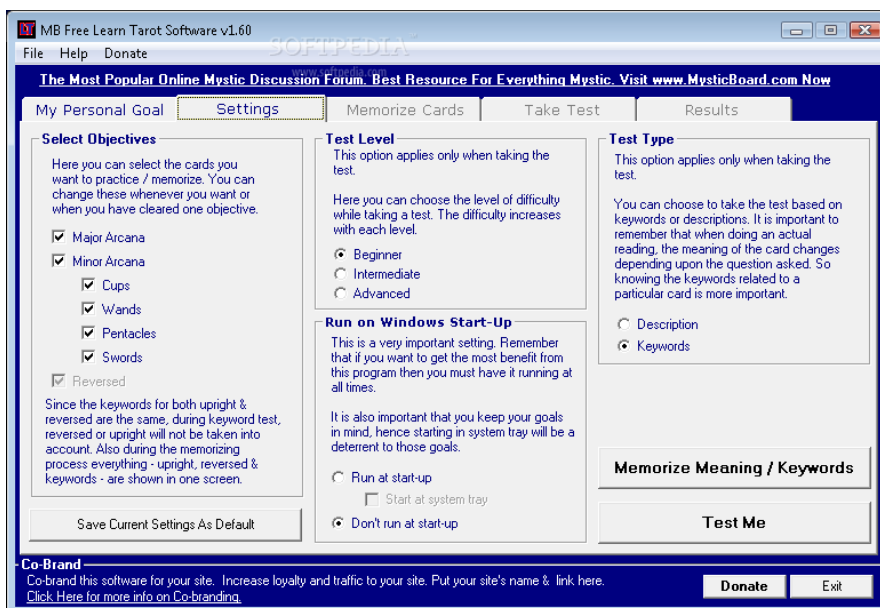 MB Free Learn Tarot Software v1.60
SOFTPEDIA
www.softpedia.com
File Help Donate
The Most Popular Online Mystic Discussion Forum. Best Resource For Everything Mystic. Visit www.MysticBoard.com Now
My Personal Goal Settings Memorize Cards Take Test Results
Select Objectives
Here you can select the cards you
want to practice / memorize. You can
change these whenever you want or
when you have cleared one objective.
Major Arcana
Minor Arcana
Cups
Wands
Pentacles
Swords
Reversed
Since the keywords for both upright &
reversed are the same, during keyword test,
reversed or upright will not be taken into
account. Also during the memorizing
process everything - upright, reversed &
keywords - are shown in one screen.
Save Current Settings As Default
Test Level
This option applies only when taking the
test.
Here you can choose the level of difficulty
while taking a test. The difficulty increases
with each level.
Beginner
Intermediate
Advanced
Run on Windows Start-Up
This is a very important setting. Remember
that if you want to get the most benefit from
this program then you must have it running at
all times.
It is also important that you keep your goals
in mind, hence starting in system tray will be a
deterrent to those goals.
Run at start-up
Start at system tray
Don't run at start-up
Test Type
This option applies only when taking the
test.
You can choose to take the test based on
keywords or descriptions. It is important to
remember that when doing an actual
reading, the meaning of the card changes
depending upon the question asked. So
knowing the keywords related to a
particular card is more important.
Description
Keywords
Memorize Meaning / Keywords
Test Me
Co-Brand
Co-brand this software for your site. Increase loyalty and traffic to your site. Put your site's name & link here.
Click Here for more info on Co-branding.
Donate Exit